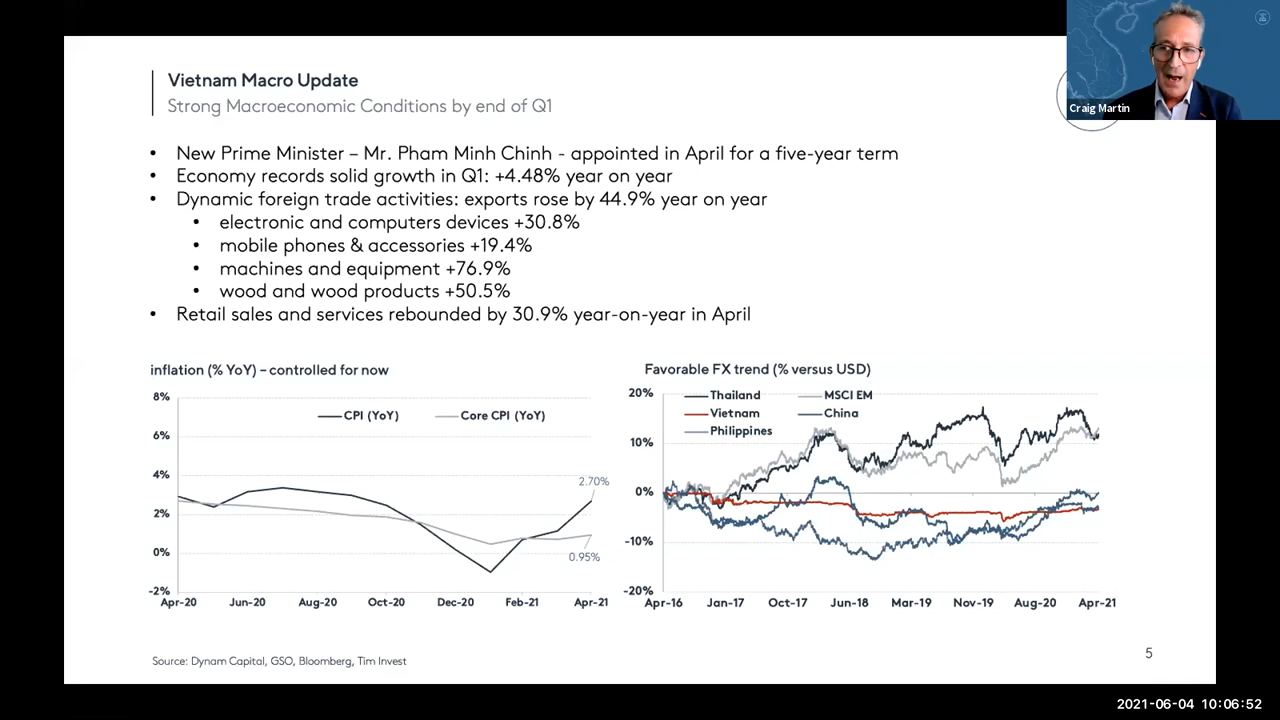 Craig Martin
Vietnam Macro Update
Strong Macroeconomic Conditions by end of Q1
• New Prime Minister – Mr. Pham Minh Chinh - appointed in April for a five-year term
• Economy records solid growth in Q1: +4.48% year on year
• Dynamic foreign trade activities: exports rose by 44.9% year on year
• electronic and computers devices +30.8%
• mobile phones & accessories +19.4%
• machines and equipment +76.9%
• wood and wood products +50.5%
• Retail sales and services rebounded by 30.9% year-on-year in April
inflation (% YoY) – controlled for now
8%
6%
4%
2%
0%
-2%
CPI (YoY)
Core CPI (YoY)
2.70%
0.95%
Apr-20 Jun-20 Aug-20 Oct-20 Dec-20 Feb-21 Apr-21
Favorable FX trend (% versus USD)
20%
10%
0%
-10%
-20%
Thailand MSCI EM
Vietnam China
Philippines
Apr-16 Jan-17 Oct-17 Jun-18 Mar-19 Nov-19 Aug-20 Apr-21
Source: Dynam Capital, GSO, Bloomberg, Tim Invest
5
2021-06-04 10:06:52